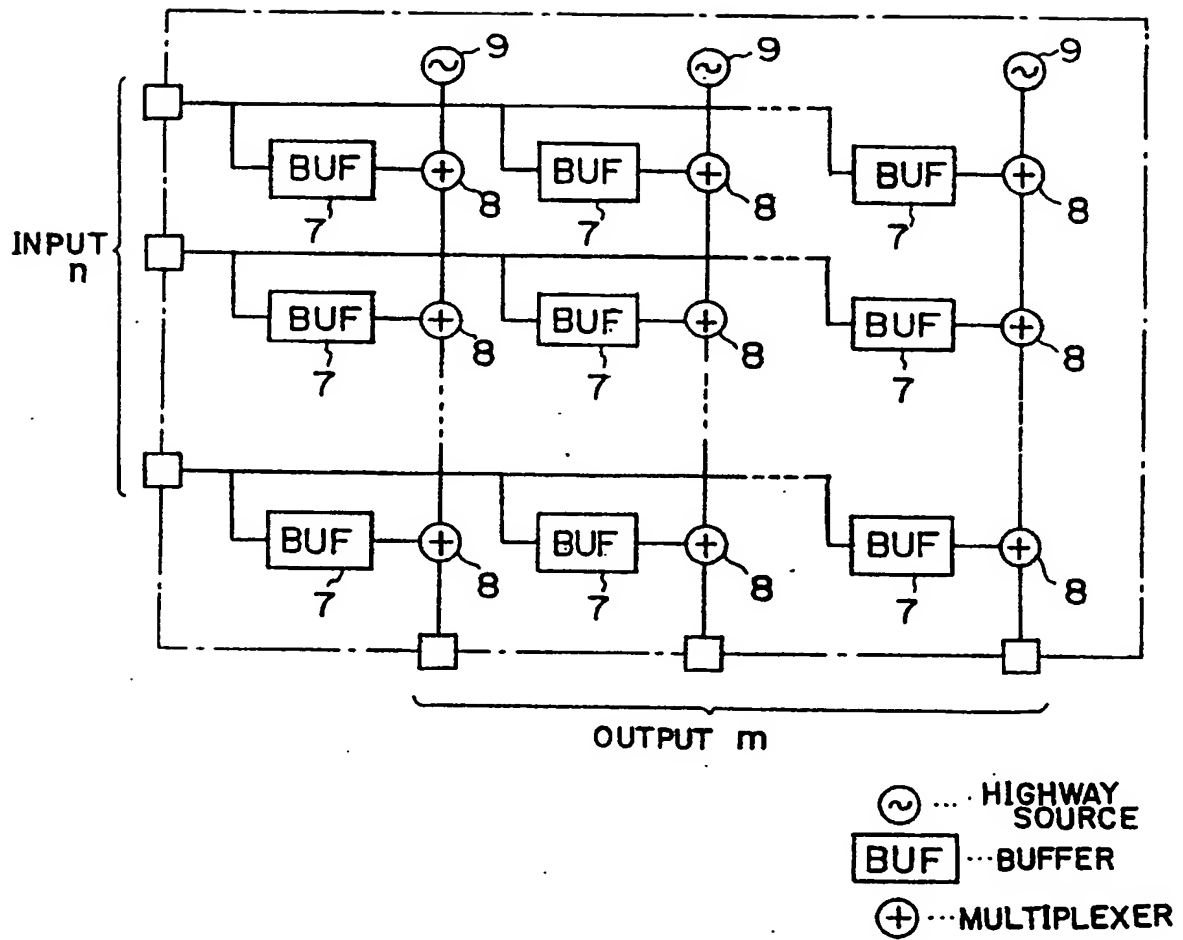 9 9 9
BUF BUF BUF
8 8 8
7 7 7
INPUT
n
BUF BUF BUF
8 8 8
7 7 7
BUF BUF BUF
8 8 8
7 7 7
OUTPUT m
... HIGHWAY
SOURCE
BUF ...BUFFER
...MULTIPLEXER